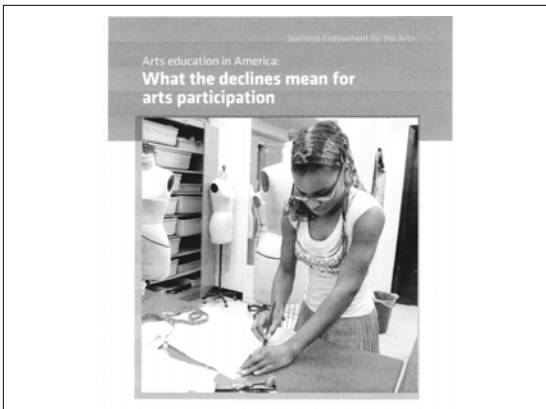 National Endowment for the Arts
Arts education in America:
What the declines mean for
arts participation